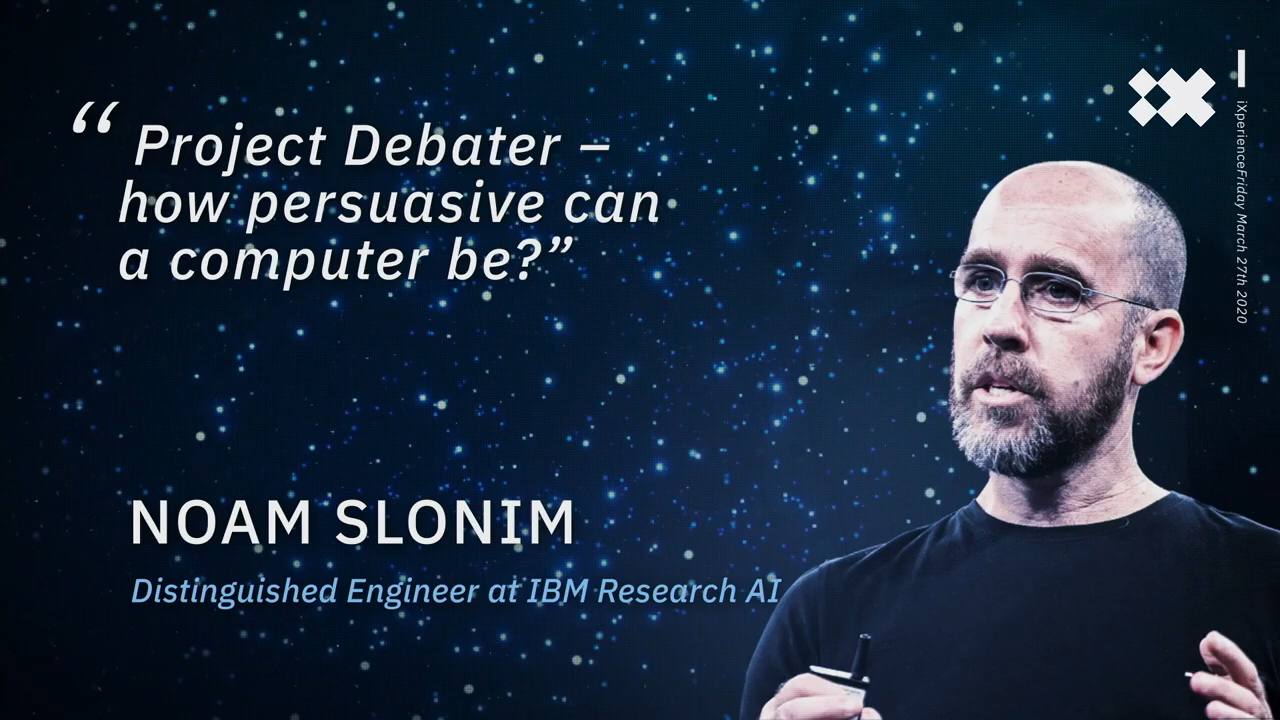 “ Project Debater –
how persuasive can
a computer be?”
NOAM SLONIM
Distinguished Engineer at IBM Research AI
iXperienceFriday March 27th 2020